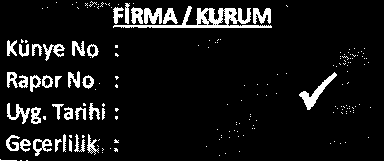 FİRMA / KURUM
Künye No :
Rapor No :
Uyg. Tarihi :
Geçerlilik :